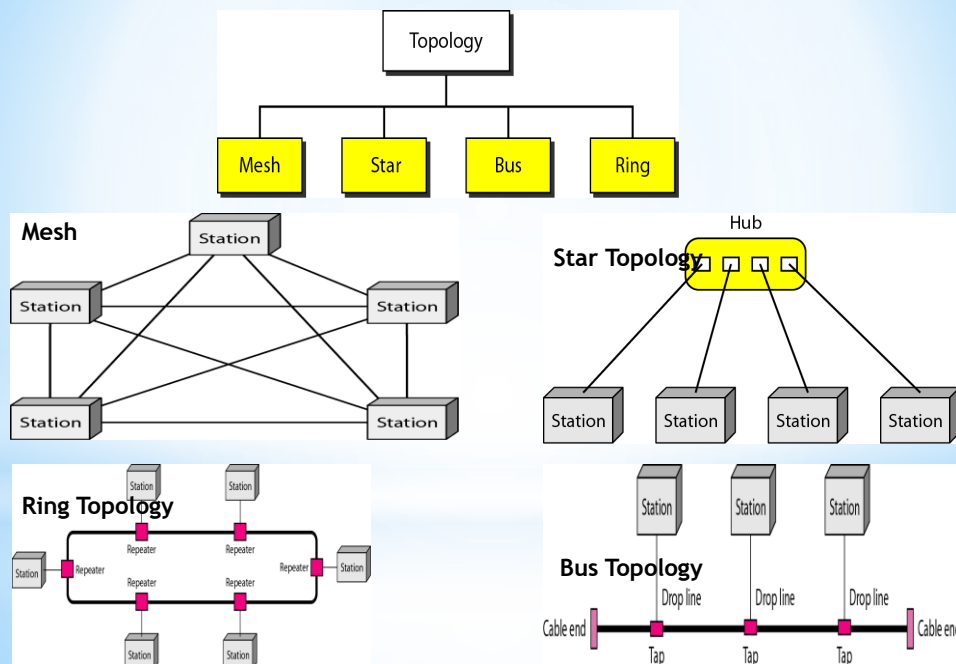 Topology
Mesh
Star
Bus
Ring
Mesh
Station
Station
Station
Station
Station
Hub
Star Topology
Station
Station
Station
Station
Ring Topology
Station
Station
Repeater
Repeater
Station
Repeater
Repeater
Station
Repeater
Repeater
Station
Station
Station
Station
Station
Bus Topology
Drop line
Drop line
Drop line
Cable end
Cable end
Tap
Tap
Tap